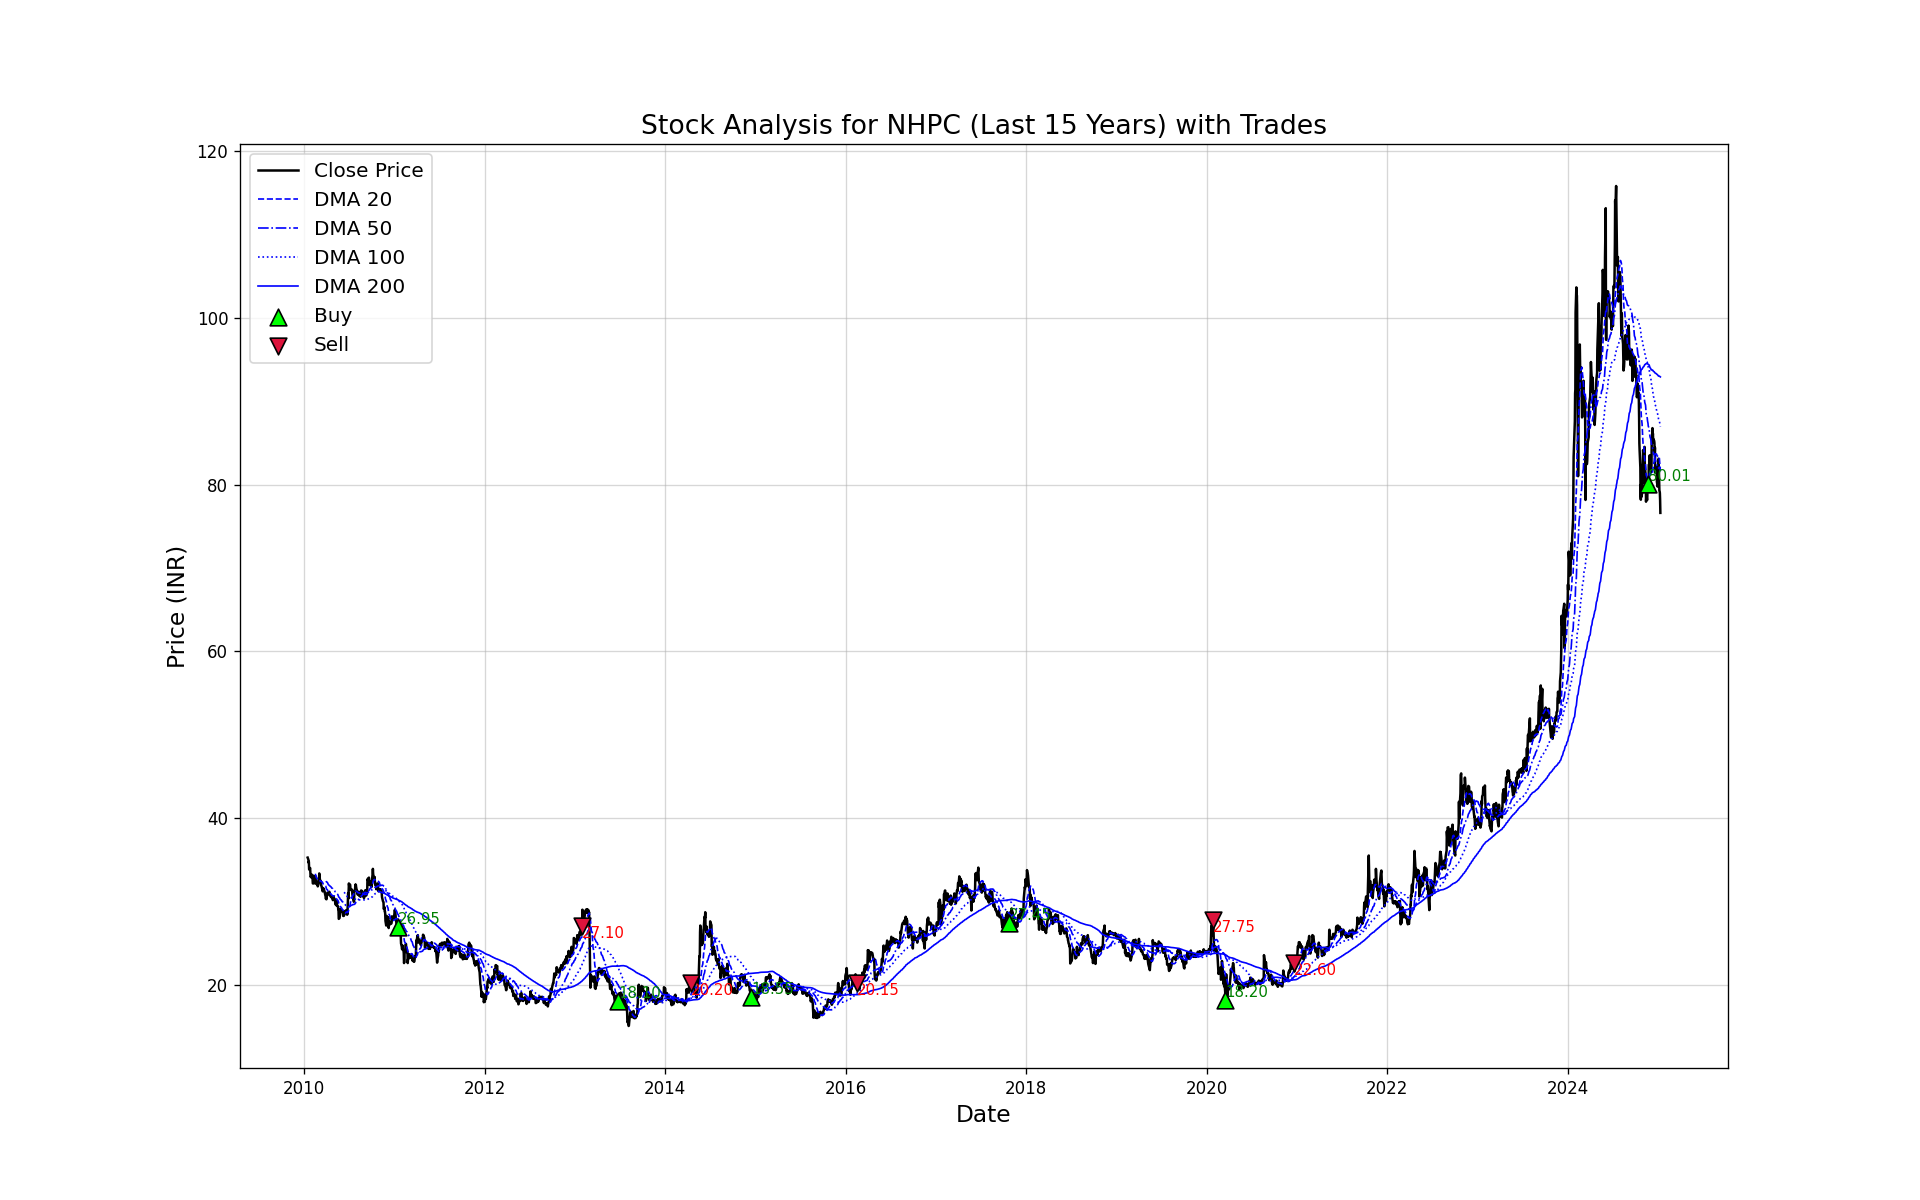 Stock Analysis for NHPC (Last 15 Years) with Trades
120
100
80
60
40
20
Price (INR)
Close Price
DMA 20
DMA 50
DMA 100
DMA 200
Buy
Sell
26.95
27.10
20.20
20.15
27.75
18.20
22.60
80.01
2010
2012
2014
2016
2018
2020
2022
2024
Date